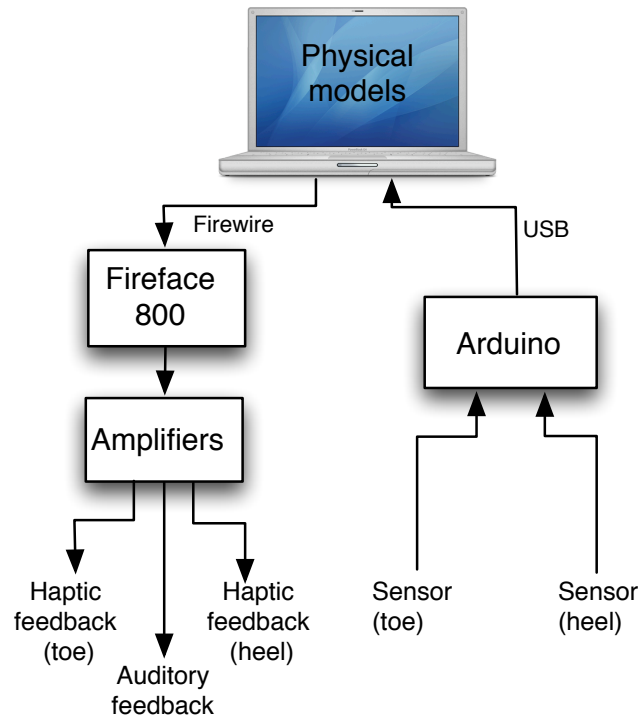 Physical
models
Firewire
USB
Fireface
800
Arduino
Amplifiers
Haptic
feedback
(toe)
Auditory
feedback
Haptic
feedback
(heel)
Sensor
(toe)
Sensor
(heel)